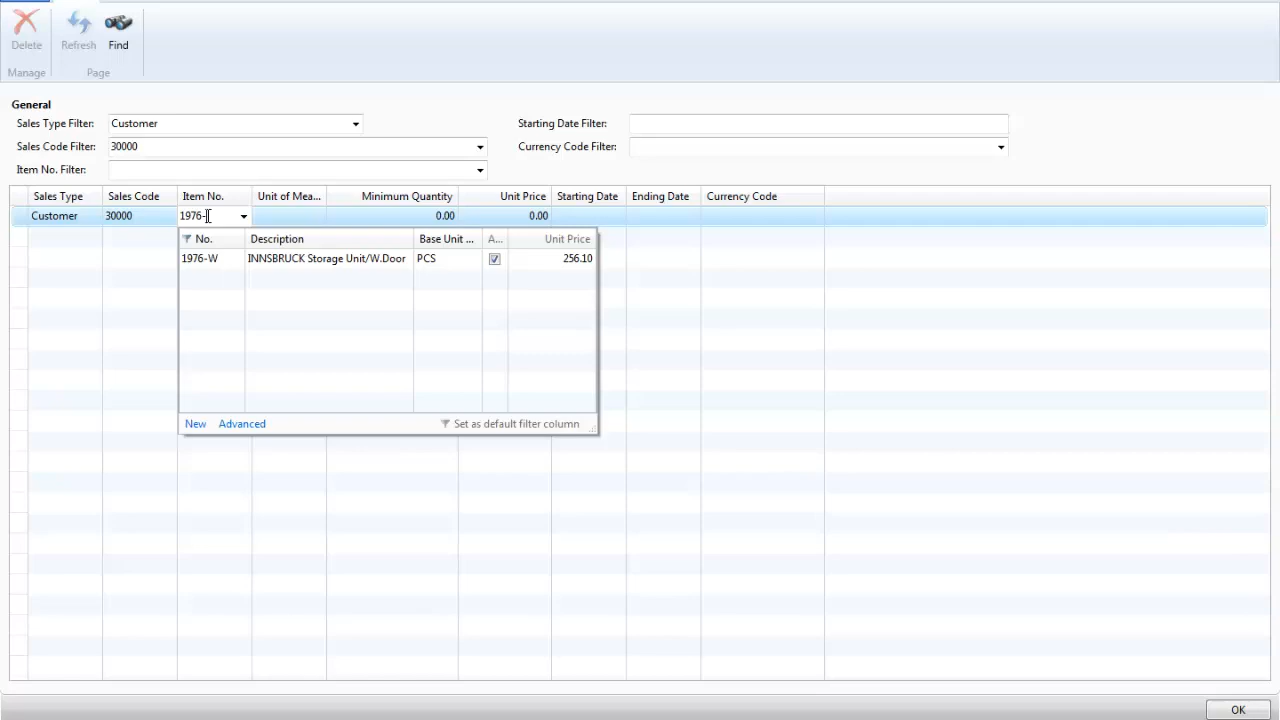 Delete Refresh Find
Manage Page
General
Sales Type Filter: Customer Starting Date Filter:
Sales Code Filter: 30000 Currency Code Filter:
Item No. Filter:
Sales Type Sales Code Item No. Unit of Mea... Minimum Quantity Unit Price Starting Date Ending Date Currency Code
Customer 30000 1976- 0.00 0.00
No. Description Base Unit ... A... Unit Price
1976-W INNSBRUCK Storage Unit/W.Door PCS 256.10
New Advanced Set as default filter column
OK